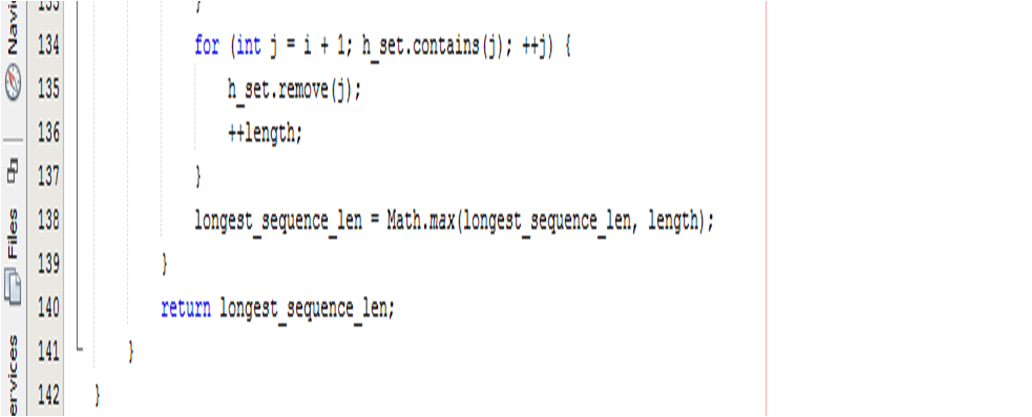 133 }
134 for (int j = i + 1; h_set.contains(j); ++j) {
135 h_set.remove(j);
136 ++length;
137 }
138 longest_sequence_len = Math.max(longest_sequence_len, length);
139 }
140 return longest_sequence_len;
141 }
142 }
Navi
Files
ervices